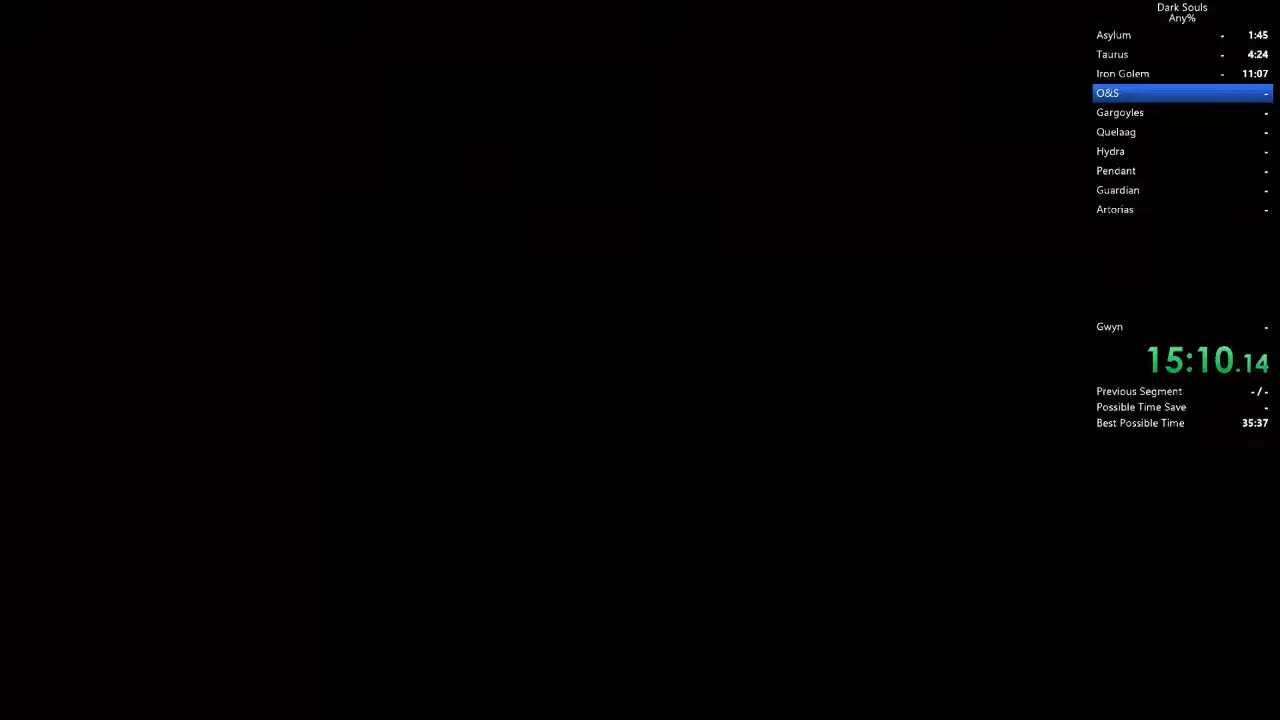 Dark Souls
Any%
Asylum - 1:45
Taurus - 4:24
Iron Golem - 11:07
O&S -
Gargoyles -
Quelaag -
Hydra -
Pendant -
Guardian -
Artorias -
Gwyn -
15:10.14
Previous Segment - / -
Possible Time Save -
Best Possible Time 35:37